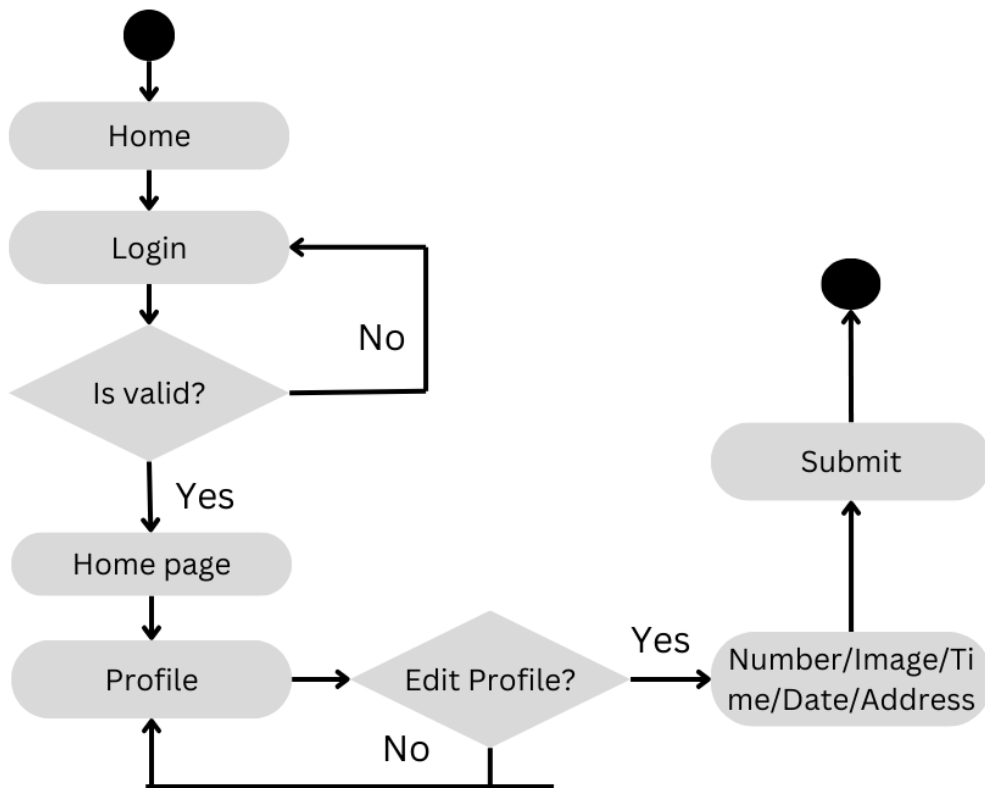 Home
Login
No
Is valid?
Yes
Submit
Home page
Yes
Profile
Edit Profile?
Number/Image/Ti
me/Date/Address
No